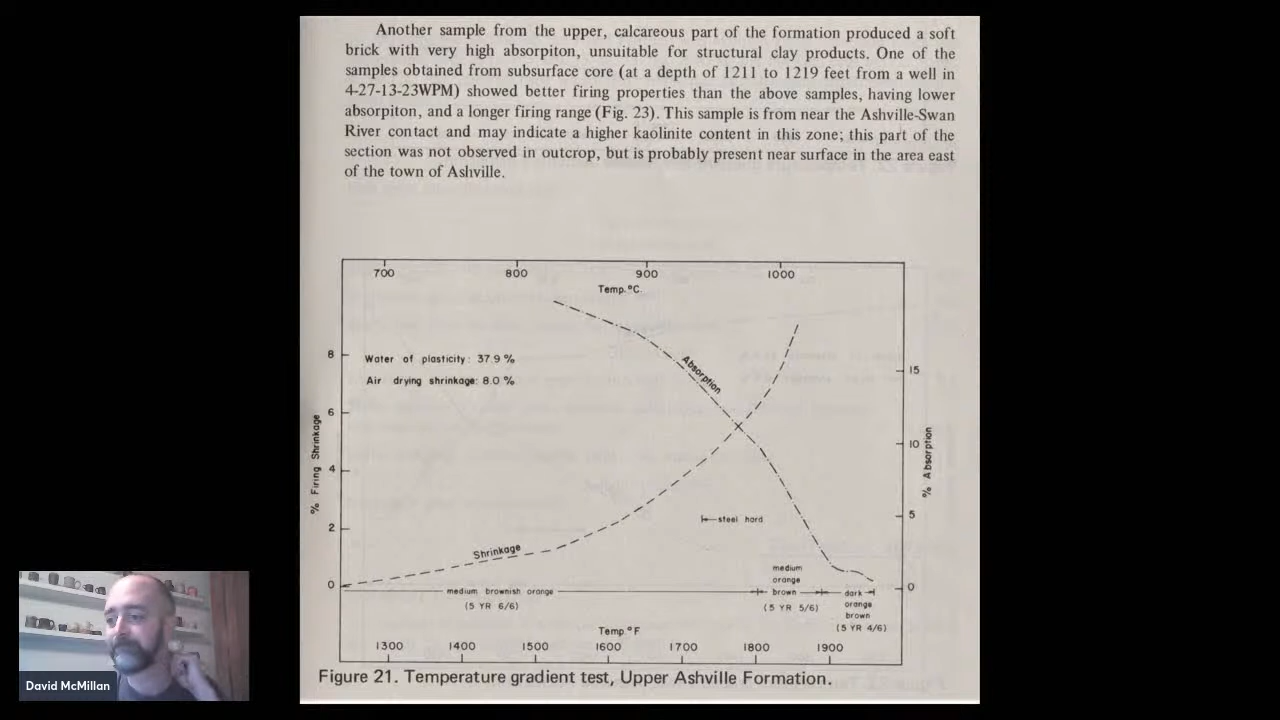 Another sample from the upper, calcareous part of the formation produced a soft
brick with very high absorpiton, unsuitable for structural clay products. One of the
samples obtained from subsurface core (at a depth of 1211 to 1219 feet from a well in
4-27-13-23WPM) showed better firing properties than the above samples, having lower
absorpiton, and a longer firing range (Fig. 23). This sample is from near the Ashville-Swan
River contact and may indicate a higher kaolinite content in this zone; this part of the
section was not observed in outcrop, but is probably present near surface in the area east
of the town of Ashville.
700 800 900 1000
Temp.°C.
8
Water of plasticity: 37.9 %
15
Air drying shrinkage: 8.0 %
Absorption
6
% Firing Shrinkage
10
% Absorption
4
5
steel hard
2
Shrinkage
medium
orange
brown
(5 YR 5/6)
0
medium brownish orange
(5 YR 6/6)
0
dark
orange
brown
(5 YR 4/6)
Temp.°F
1300 1400 1500 1600 1700 1800 1900
Figure 21. Temperature gradient test, Upper Ashville Formation.
David McMillan